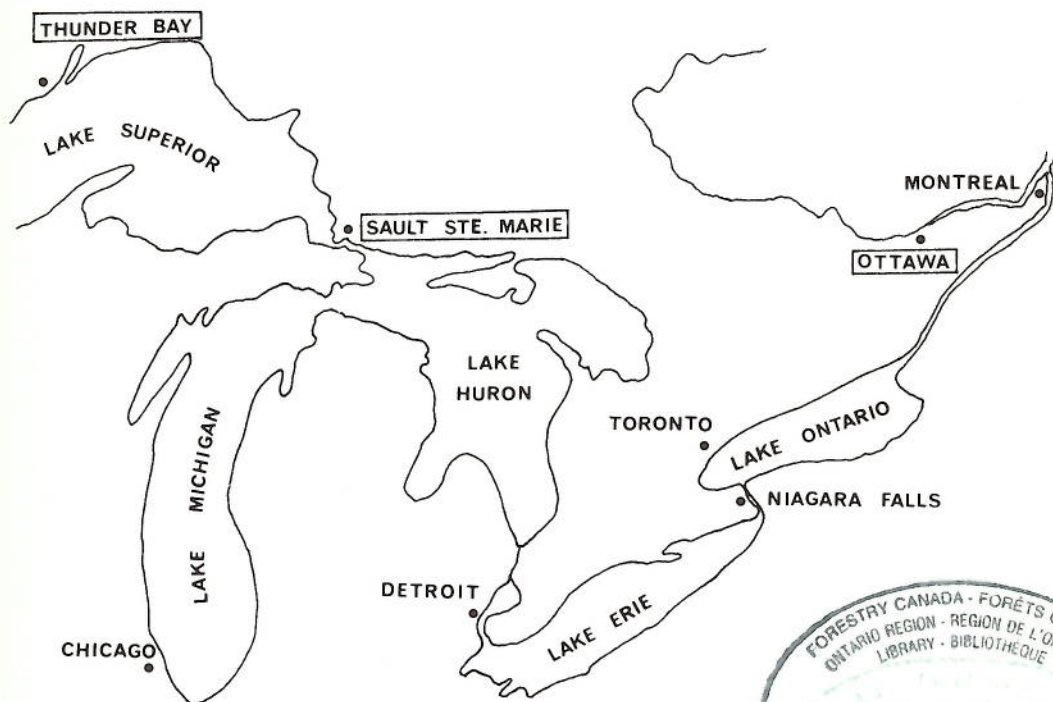 THUNDER BAY
LAKE SUPERIOR
SAULT STE. MARIE
MONTREAL
OTTAWA
LAKE
HURON
LAKE MICHIGAN
TORONTO
LAKE ONTARIO
NIAGARA FALLS
DETROIT
LAKE ERIE
CHICAGO
FORESTRY CANADA - FORÊTS
ONTARIO REGION - REGION DE
LIBRARY - BIBLIOTHÈQUE